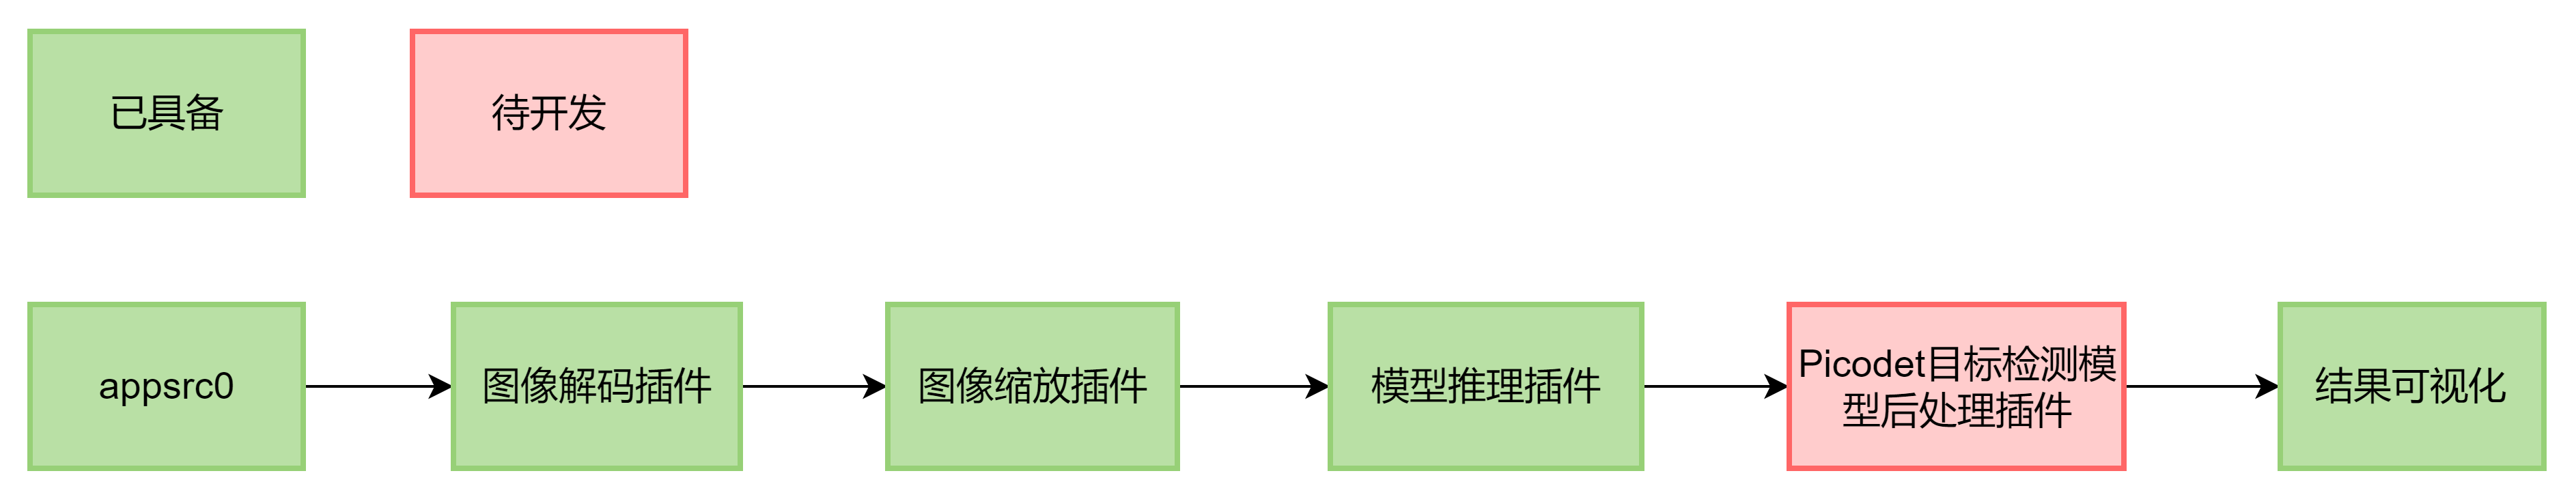 已具备
待开发
appsrc0
图像解码插件
图像缩放插件
模型推理插件
Picodet目标检测模
型后处理插件
结果可视化